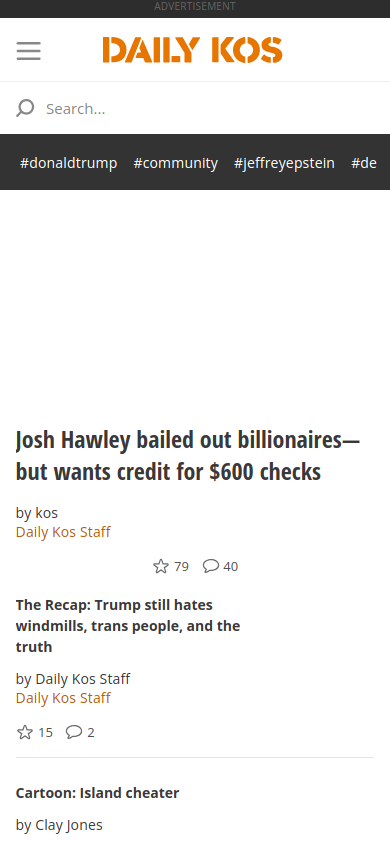 ADVERTISEMENT
DAILY KOS
Search...
#donaldtrump #community #jeffreyepstein #de
Josh Hawley bailed out billionaires—
but wants credit for $600 checks
by kos
Daily Kos Staff
79 40
The Recap: Trump still hates
windmills, trans people, and the
truth
by Daily Kos Staff
Daily Kos Staff
15 2
Cartoon: Island cheater
by Clay Jones